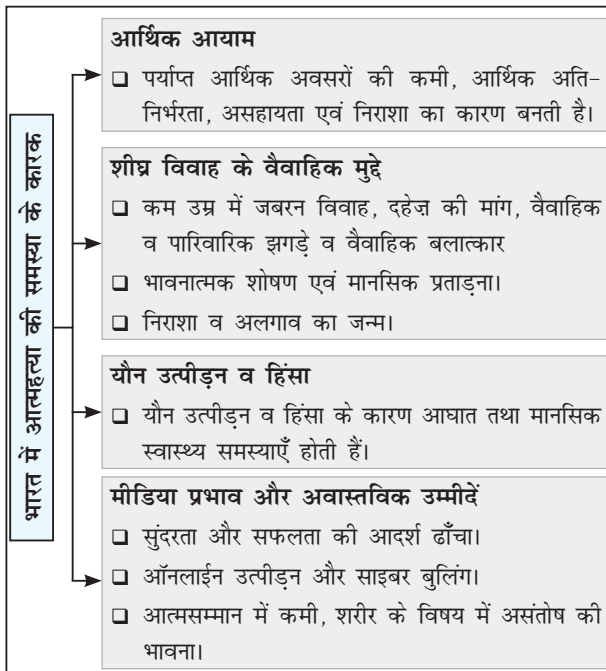 भारत में आत्महत्या की समस्या के कारक
आर्थिक आयाम
❑ पर्याप्त आर्थिक अवसरों की कमी, आर्थिक अति-
निर्भरता, असहायता एवं निराशा का कारण बनती है।
शीघ्र विवाह के वैवाहिक मुद्दे
❑ कम उम्र में जबरन विवाह, दहेज़ की मांग, वैवाहिक
व पारिवारिक झगड़े व वैवाहिक बलात्कार
❑ भावनात्मक शोषण एवं मानसिक प्रताड़ना।
❑ निराशा व अलगाव का जन्म।
यौन उत्पीड़न व हिंसा
❑ यौन उत्पीड़न व हिंसा के कारण आघात तथा मानसिक
स्वास्थ्य समस्याएँ होती हैं।
मीडिया प्रभाव और अवास्तविक उम्मीदें
❑ सुंदरता और सफलता की आदर्श ढाँचा।
❑ ऑनलाईन उत्पीड़न और साइबर बुलिंग।
❑ आत्मसम्मान में कमी, शरीर के विषय में असंतोष की
भावना।